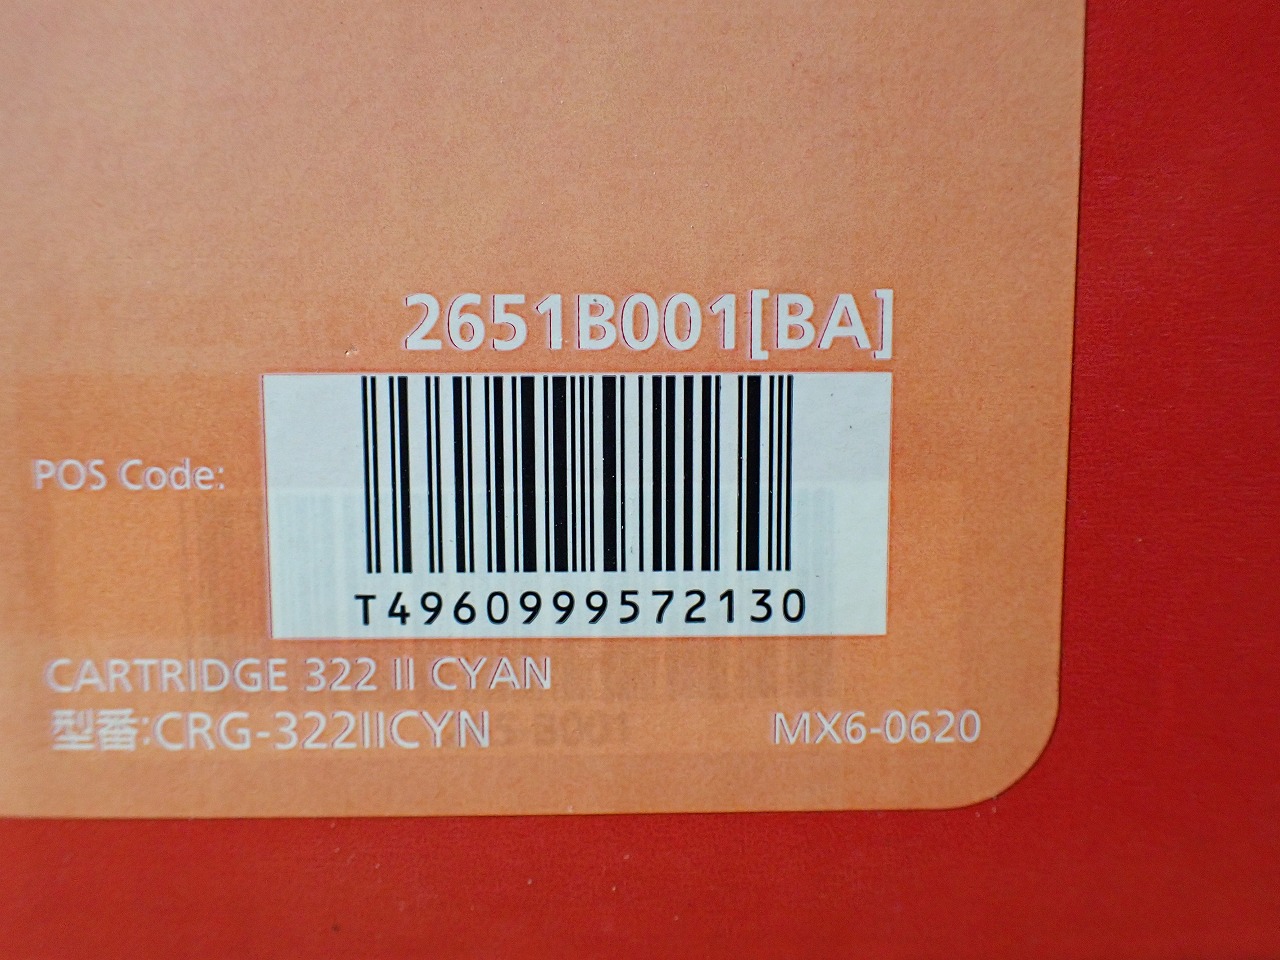 2651B001[BA]
POS Code:
T4960999572130
CARTRIDGE 322 II CYAN
型番:CRG-322IICYN
MX6-0620